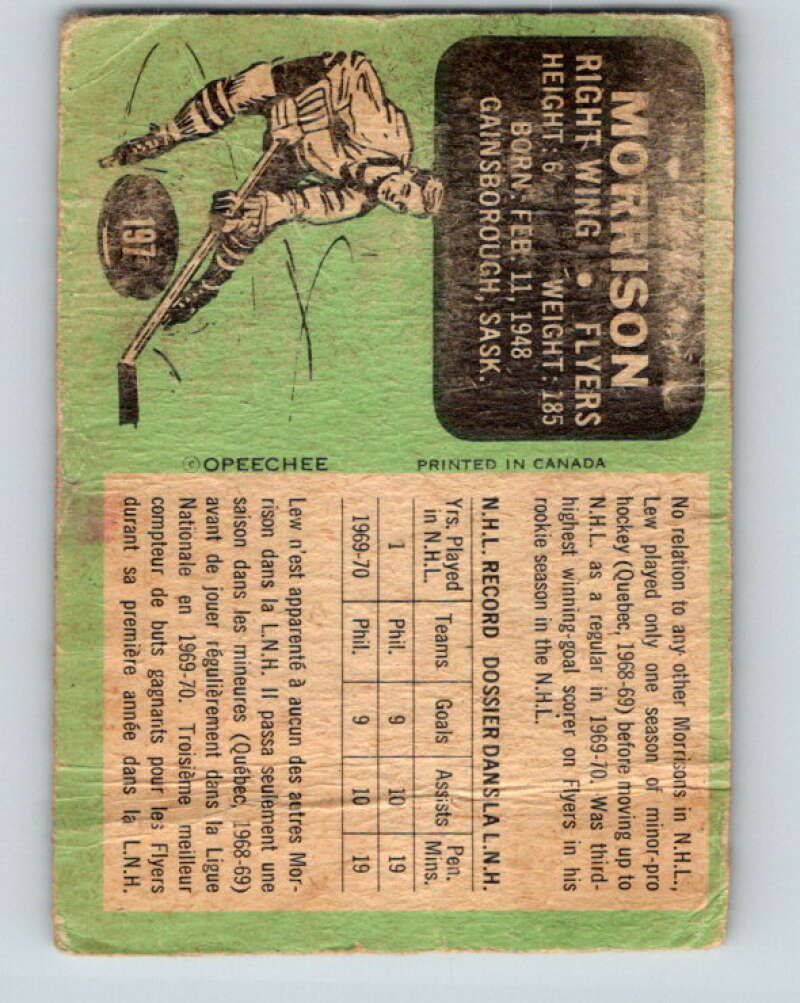 MORRISON
RIGHT WING • FLYERS
HEIGHT: 6 WEIGHT: 185
BORN: FEB. 11, 1948
GAINSBOROUGH, SASK.
197
PRINTED IN CANADA
©OPEECHEE
No relation to any other Morrisons in N.H.L.,
Lew played only one season of minor-pro
hockey (Quebec, 1968-69) before moving up to
N.H.L. as a regular in 1969-70. Was third-
highest winning-goal scorer on Flyers in his
rookie season in the N.H.L.
N.H.L. RECORD DOSSIER DANS LA L.N.H.
Yrs. Played in N.H.L. Teams Goals Assists Pen. Mins.
1 Phil. 9 10 19
1969-70 Phil. 9 10 19
Lew n'est apparenté à aucun des autres Mor-
rison dans la L.N.H. Il passa seulement une
saison dans les mineures (Québec, 1968-69)
avant de jouer régulièrement dans la Ligue
Nationale en 1969-70. Troisième meilleur
compteur de buts gagnants pour les Flyers
durant sa première année dans la L.N.H.